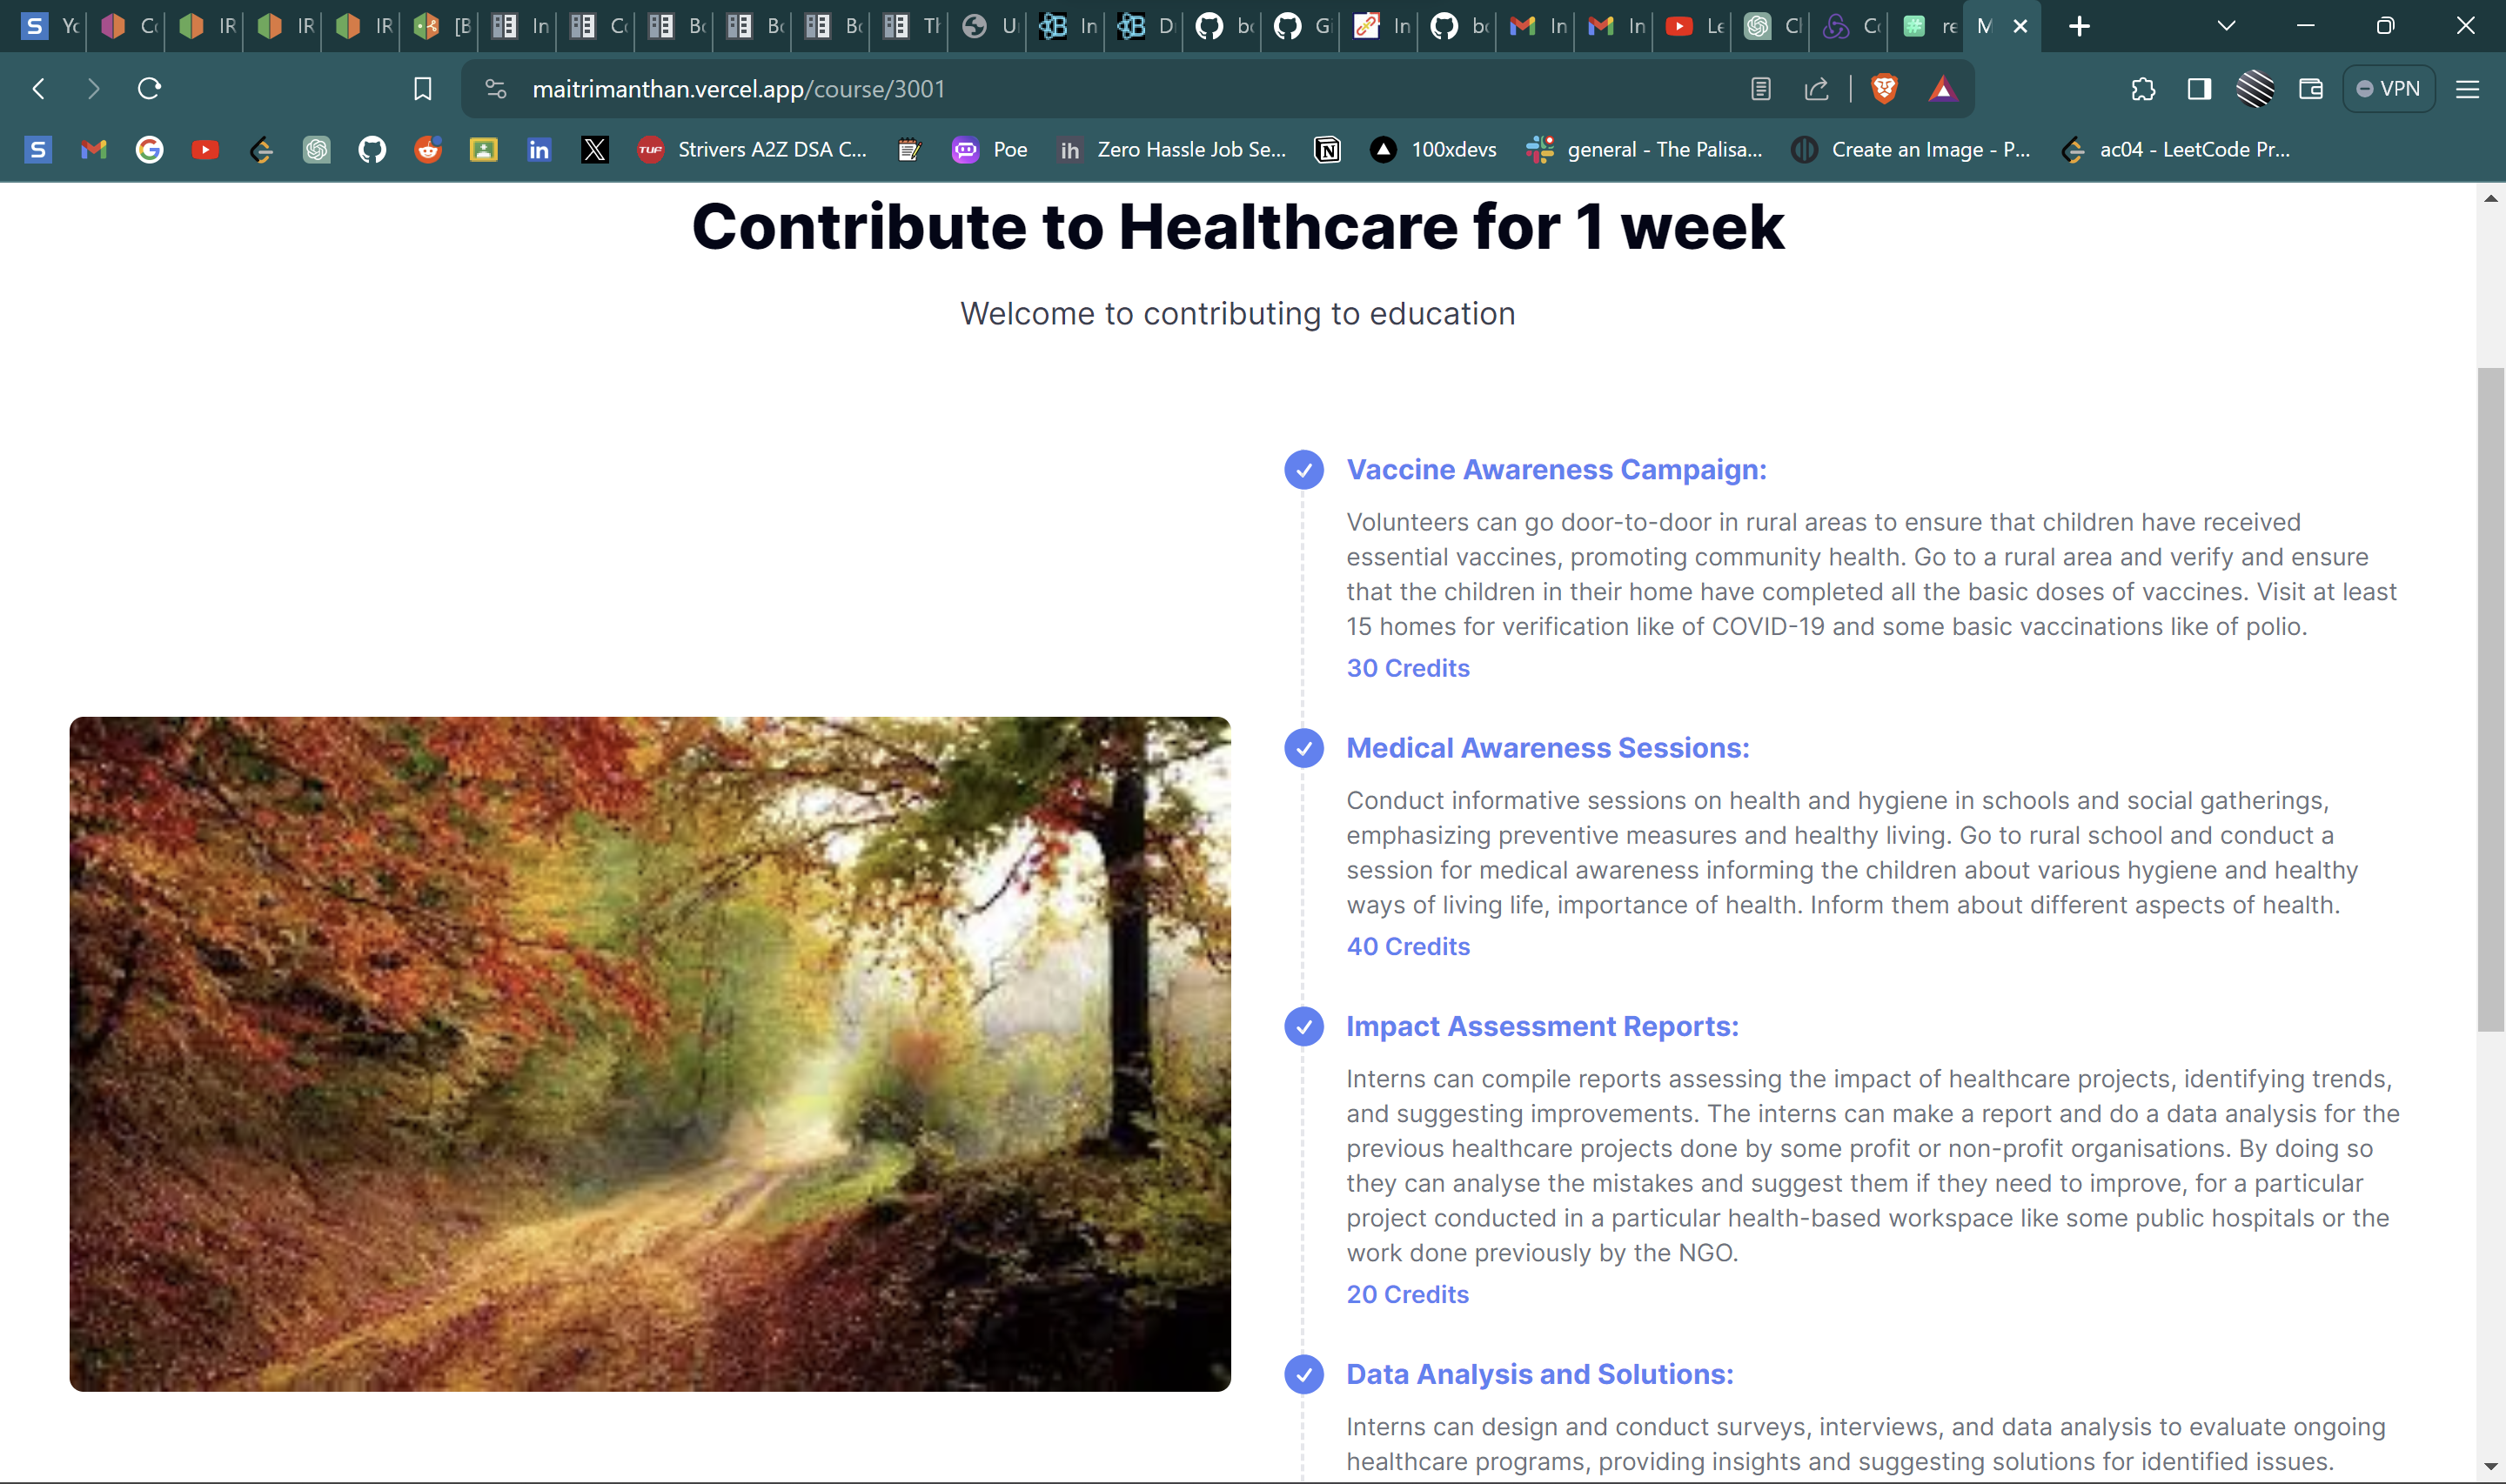 Yc
Co
IR
IR
IR
[B
In
Co
Bo
Bo
Bo
Th
Ur
In
D
bo
Gi
In
bo
In
In
Le
Cl
Co
re
M
maitrimanthan.vercel.app/course/3001
VPN
Strivers A2Z DSA C...
Poe
Zero Hassle Job Se...
100xdevs
general - The Palisa...
Create an Image - P...
ac04 - LeetCode Pr...
Contribute to Healthcare for 1 week
Welcome to contributing to education
Vaccine Awareness Campaign:
Volunteers can go door-to-door in rural areas to ensure that children have received
essential vaccines, promoting community health. Go to a rural area and verify and ensure
that the children in their home have completed all the basic doses of vaccines. Visit at least
15 homes for verification like of COVID-19 and some basic vaccinations like of polio.
30 Credits
Medical Awareness Sessions:
Conduct informative sessions on health and hygiene in schools and social gatherings,
emphasizing preventive measures and healthy living. Go to rural school and conduct a
session for medical awareness informing the children about various hygiene and healthy
ways of living life, importance of health. Inform them about different aspects of health.
40 Credits
Impact Assessment Reports:
Interns can compile reports assessing the impact of healthcare projects, identifying trends,
and suggesting improvements. The interns can make a report and do a data analysis for the
previous healthcare projects done by some profit or non-profit organisations. By doing so
they can analyse the mistakes and suggest them if they need to improve, for a particular
project conducted in a particular health-based workspace like some public hospitals or the
work done previously by the NGO.
20 Credits
Data Analysis and Solutions:
Interns can design and conduct surveys, interviews, and data analysis to evaluate ongoing
healthcare programs, providing insights and suggesting solutions for identified issues.